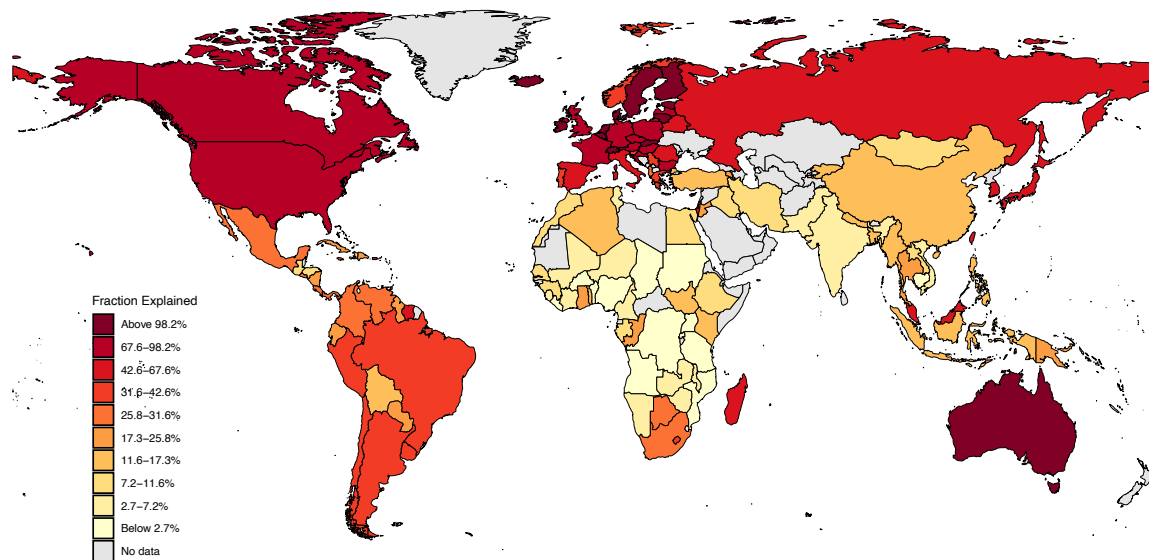 Fraction Explained
Above 98.2%
67.6−98.2%
42.6−67.6%
31.6−42.6%
25.8−31.6%
17.3−25.8%
11.6−17.3%
7.2−11.6%
2.7−7.2%
Below 2.7%
No data